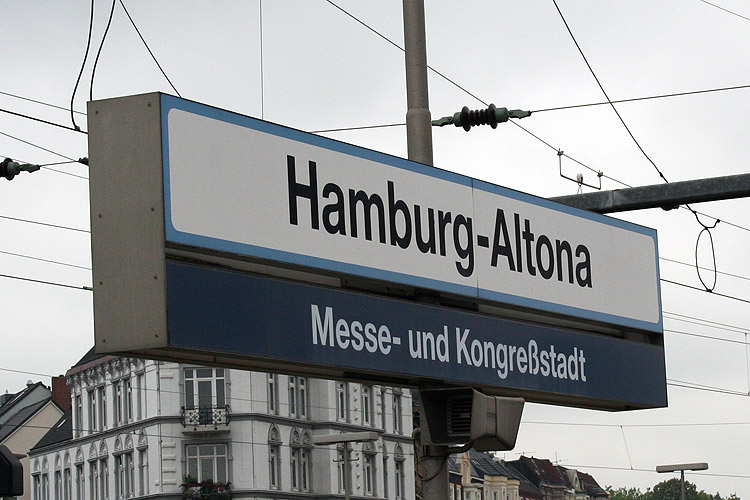 Hamburg-Altona
Messe- und Kongreßstadt